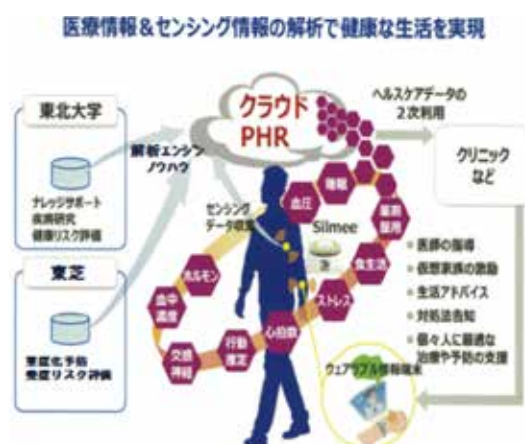 医療情報＆センシング情報の解析で健康な生活を実現
東北大学
ナレッジサポート
疾病研究
健康リスク評価
東芝
重症化予防
発症リスク評価
解析エンジン
ノウハウ
クラウド
PHR
ヘルスケアデータの
2次利用
クリニック
など
センシング
データ収集
血圧
睡眠
薬剤
服用
食生活
ストレス
心拍数
行動
推定
交感
神経
血中
濃度
ホルモン
Silmee
医師の指導
仮想家族の激励
生活アドバイス
対処法告知
個々人に最適な
治療や予防の支援
ウェアラブル情報端末